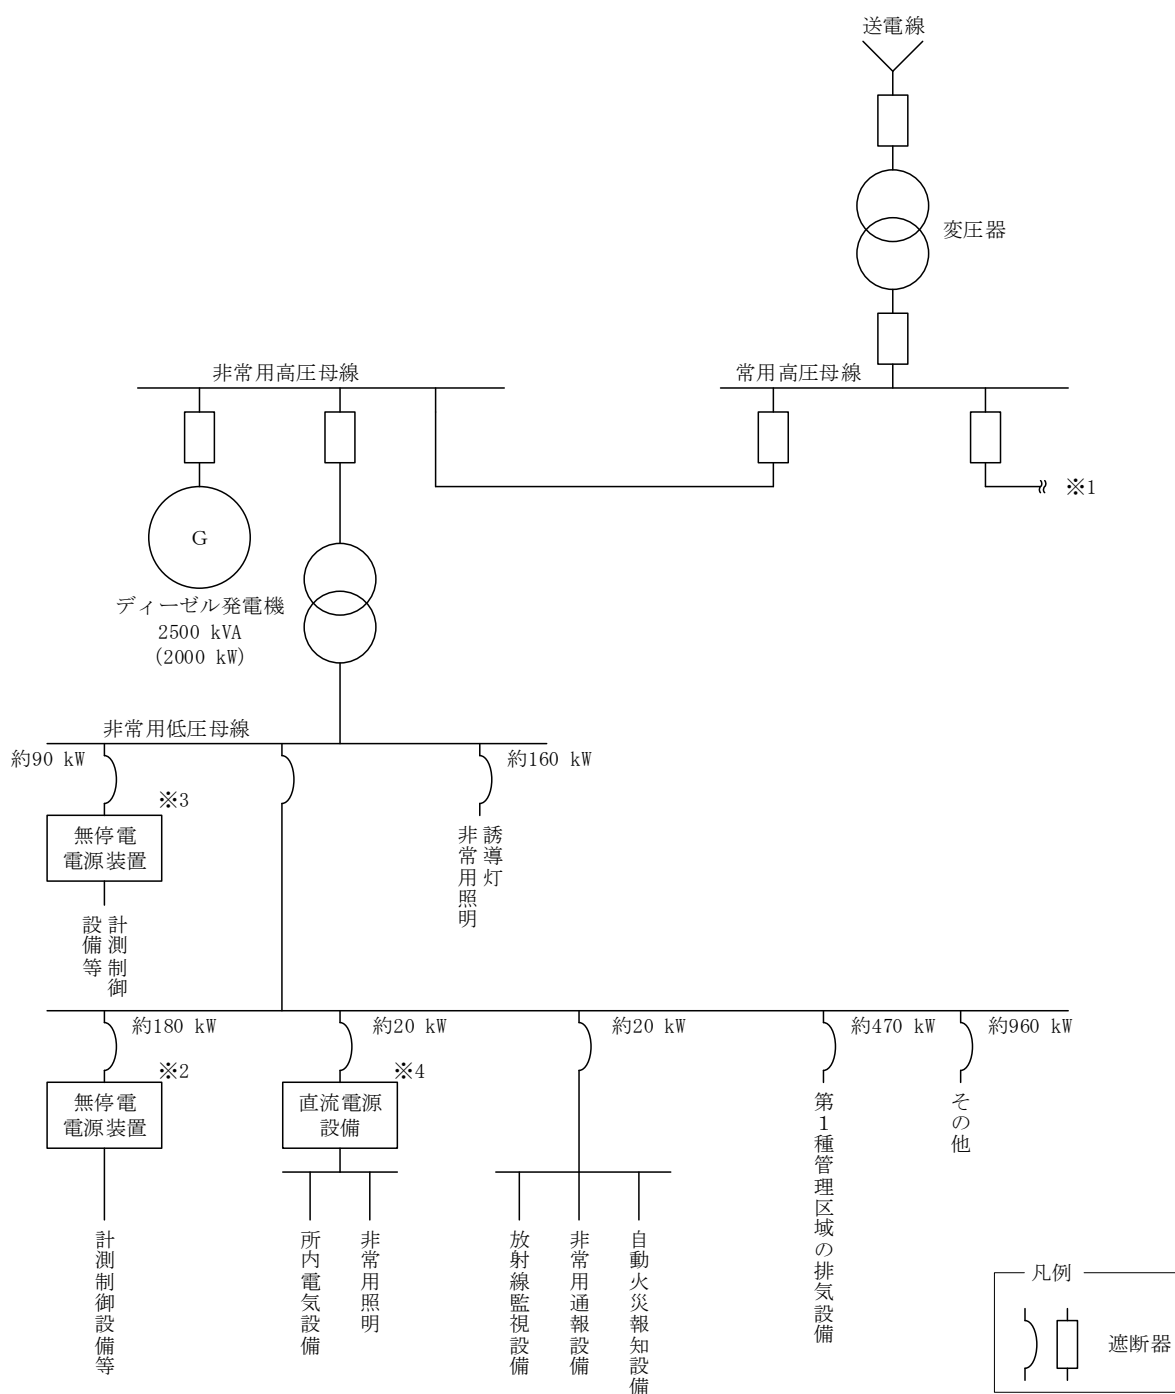 送電線
変圧器
非常用高圧母線
常用高圧母線
※1
G
ディーゼル発電機
2500 kVA
(2000 kW)
非常用低圧母線
約90 kW
約160 kW
※3
無停電
電源装置
誘導灯
非常用照明
計測制御
設備等
約180 kW
約20 kW
約20 kW
約470 kW
約960 kW
※2
無停電
電源装置
※4
直流電源
設備
計測制御設備等
所内電気設備
非常用照明
放射線監視設備
非常用通報設備
自動火災報知設備
第1種管理区域の排気設備
その他
凡例
遮断器